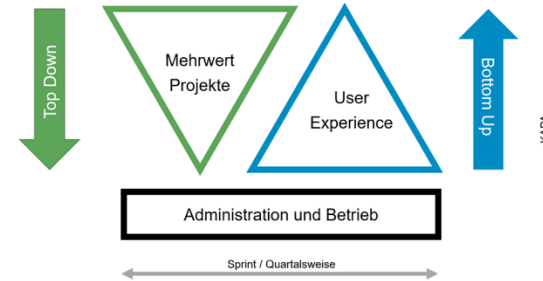 Top Down
Mehrwert
Projekte
User
Experience
Bottom Up
Administration und Betrieb
Sprint / Quartalsweise